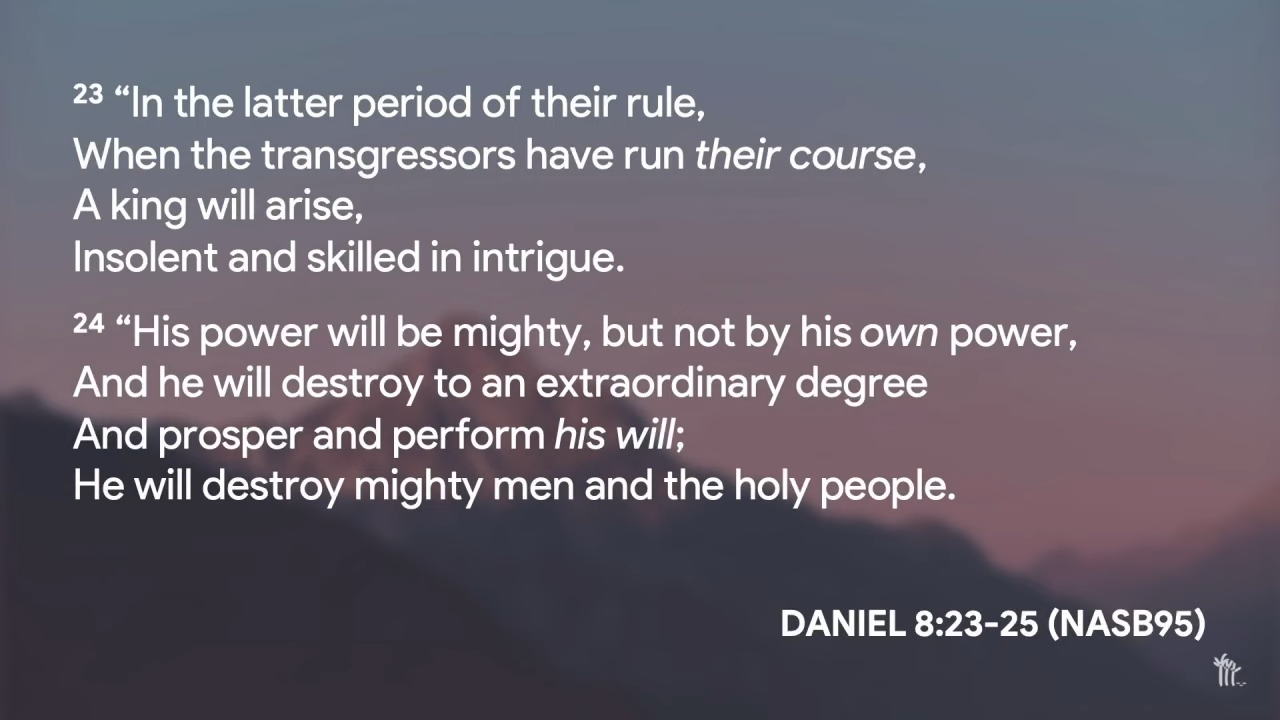 23 “In the latter period of their rule,
When the transgressors have run their course,
A king will arise,
Insolent and skilled in intrigue.
24 “His power will be mighty, but not by his own power,
And he will destroy to an extraordinary degree
And prosper and perform his will;
He will destroy mighty men and the holy people.
DANIEL 8:23-25 (NASB95)